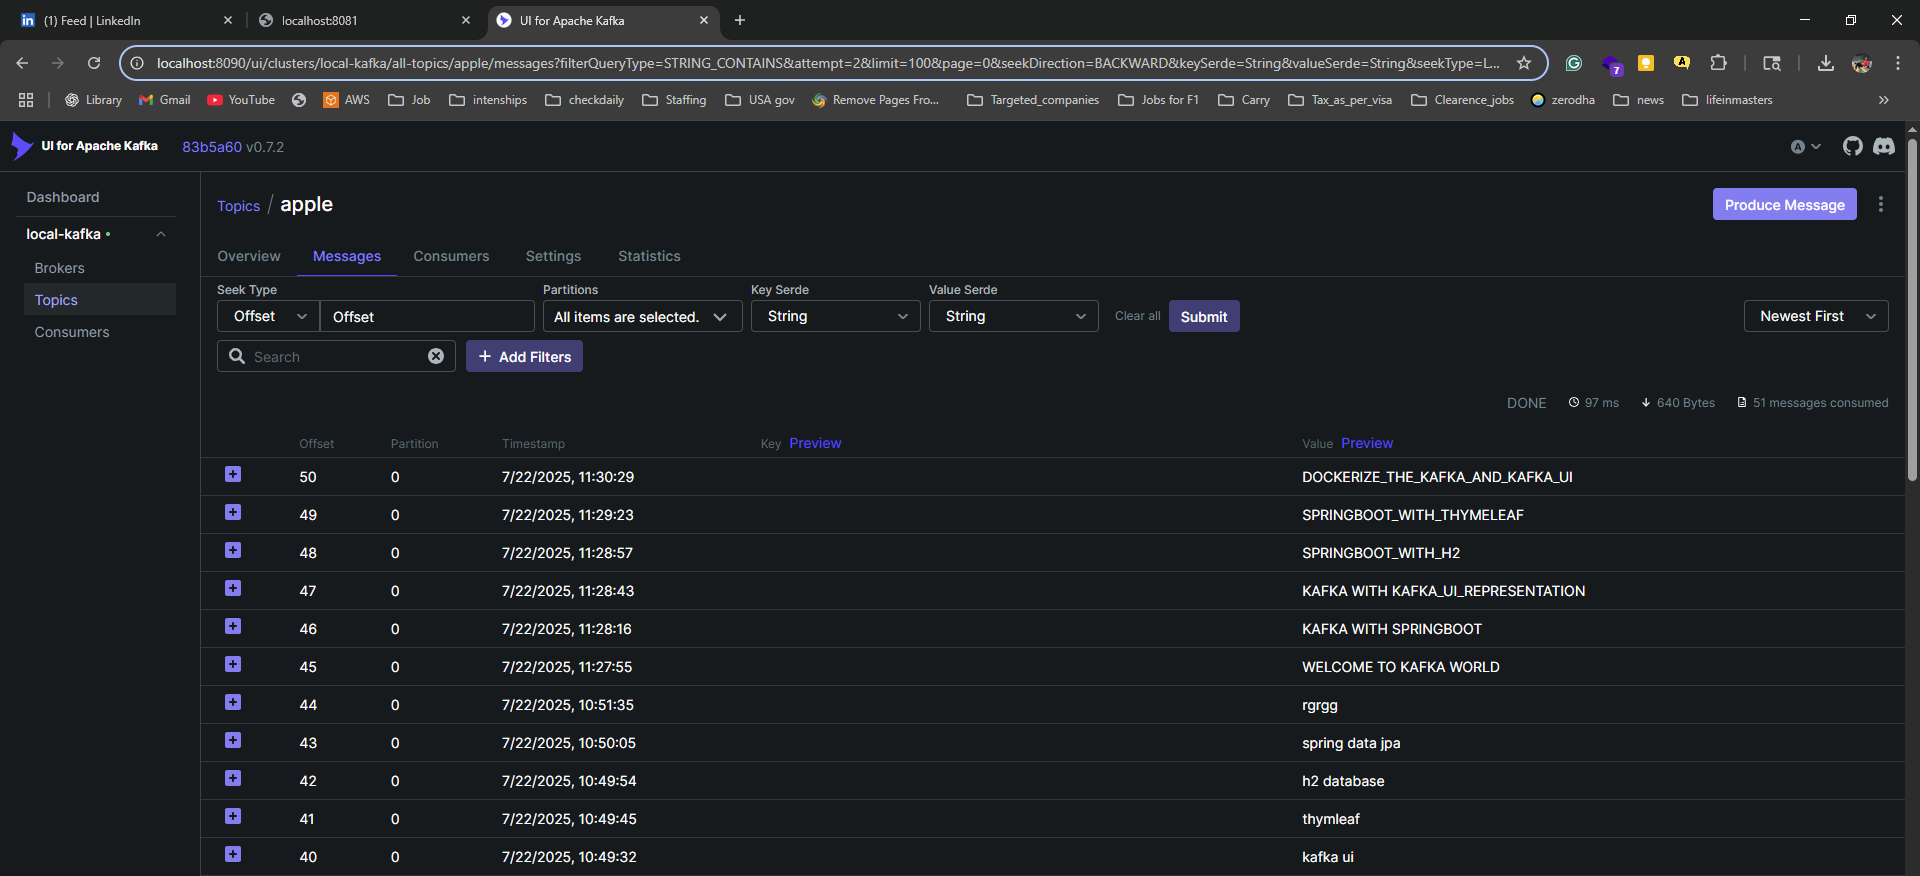 (1) Feed | LinkedIn
localhost:8081
UI for Apache Kafka
localhost:8090/ui/clusters/local-kafka/all-topics/apple/messages?filterQueryType=STRING_CONTAINS&attempt=2&limit=100&page=0&seekDirection=BACKWARD&keySerde=String&valueSerde=String&seekType=L...
7
Library Gmail YouTube AWS Job intenships checkdaily Staffing USA gov Remove Pages Fro... Targeted_companies Jobs for F1 Carry Tax_as_per_visa Clearence_jobs zerodha news lifeinmasters »
UI for Apache Kafka 83b5a60 v0.7.2
A
Dashboard
local-kafka
Brokers
Topics
Consumers
Topics / apple
Produce Message
Overview Messages Consumers Settings Statistics
Seek Type Partitions Key Serde Value Serde
Offset Offset All items are selected. String String Clear all Submit Newest First
Search + Add Filters
DONE 97 ms 640 Bytes 51 messages consumed
Offset Partition Timestamp Key Preview Value Preview
50 0 7/22/2025, 11:30:29 DOCKERIZE_THE_KAFKA_AND_KAFKA_UI
49 0 7/22/2025, 11:29:23 SPRINGBOOT_WITH_THYMELEAF
48 0 7/22/2025, 11:28:57 SPRINGBOOT_WITH_H2
47 0 7/22/2025, 11:28:43 KAFKA WITH KAFKA_UI_REPRESENTATION
46 0 7/22/2025, 11:28:16 KAFKA WITH SPRINGBOOT
45 0 7/22/2025, 11:27:55 WELCOME TO KAFKA WORLD
44 0 7/22/2025, 10:51:35 rgrgg
43 0 7/22/2025, 10:50:05 spring data jpa
42 0 7/22/2025, 10:49:54 h2 database
41 0 7/22/2025, 10:49:45 thymleaf
40 0 7/22/2025, 10:49:32 kafka ui